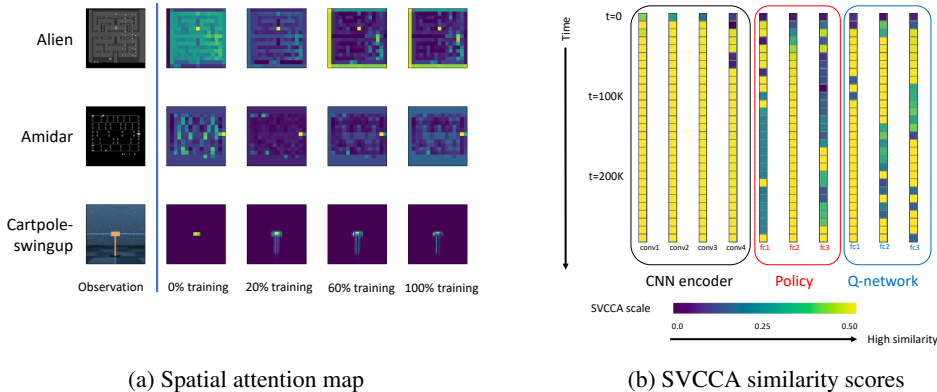 Alien
Amidar
Cartpole-
swingup
Observation
0% training
20% training
60% training
100% training
(a) Spatial attention map
Time
t=0
t=100K
t=200K
conv1 conv2 conv3 conv4 fc1 fc2 fc3 fc1 fc2 fc3
CNN encoder Policy Q-network
SVCCA scale
0.0 0.25 0.50
High similarity
(b) SVCCA similarity scores